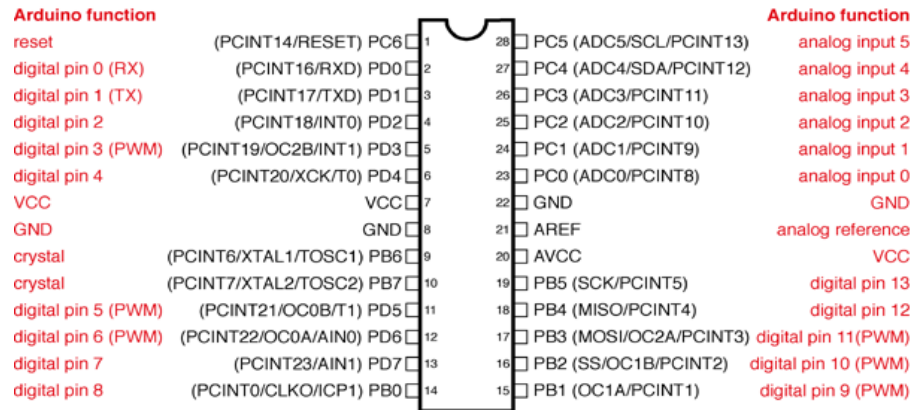 Arduino function Arduino function
reset (PCINT14/RESET) PC6 1 28 PC5 (ADC5/SCL/PCINT13) analog input 5
digital pin 0 (RX) (PCINT16/RXD) PD0 2 27 PC4 (ADC4/SDA/PCINT12) analog input 4
digital pin 1 (TX) (PCINT17/TXD) PD1 3 26 PC3 (ADC3/PCINT11) analog input 3
digital pin 2 (PCINT18/INT0) PD2 4 25 PC2 (ADC2/PCINT10) analog input 2
digital pin 3 (PWM) (PCINT19/OC2B/INT1) PD3 5 24 PC1 (ADC1/PCINT9) analog input 1
digital pin 4 (PCINT20/XCK/T0) PD4 6 23 PC0 (ADC0/PCINT8) analog input 0
VCC VCC 7 22 GND GND
GND GND 8 21 AREF analog reference
crystal (PCINT6/XTAL1/TOSC1) PB6 9 20 AVCC VCC
crystal (PCINT7/XTAL2/TOSC2) PB7 10 19 PB5 (SCK/PCINT5) digital pin 13
digital pin 5 (PWM) (PCINT21/OC0B/T1) PD5 11 18 PB4 (MISO/PCINT4) digital pin 12
digital pin 6 (PWM) (PCINT22/OC0A/AIN0) PD6 12 17 PB3 (MOSI/OC2A/PCINT3) digital pin 11(PWM)
digital pin 7 (PCINT23/AIN1) PD7 13 16 PB2 (SS/OC1B/PCINT2) digital pin 10 (PWM)
digital pin 8 (PCINT0/CLKO/ICP1) PB0 14 15 PB1 (OC1A/PCINT1) digital pin 9 (PWM)